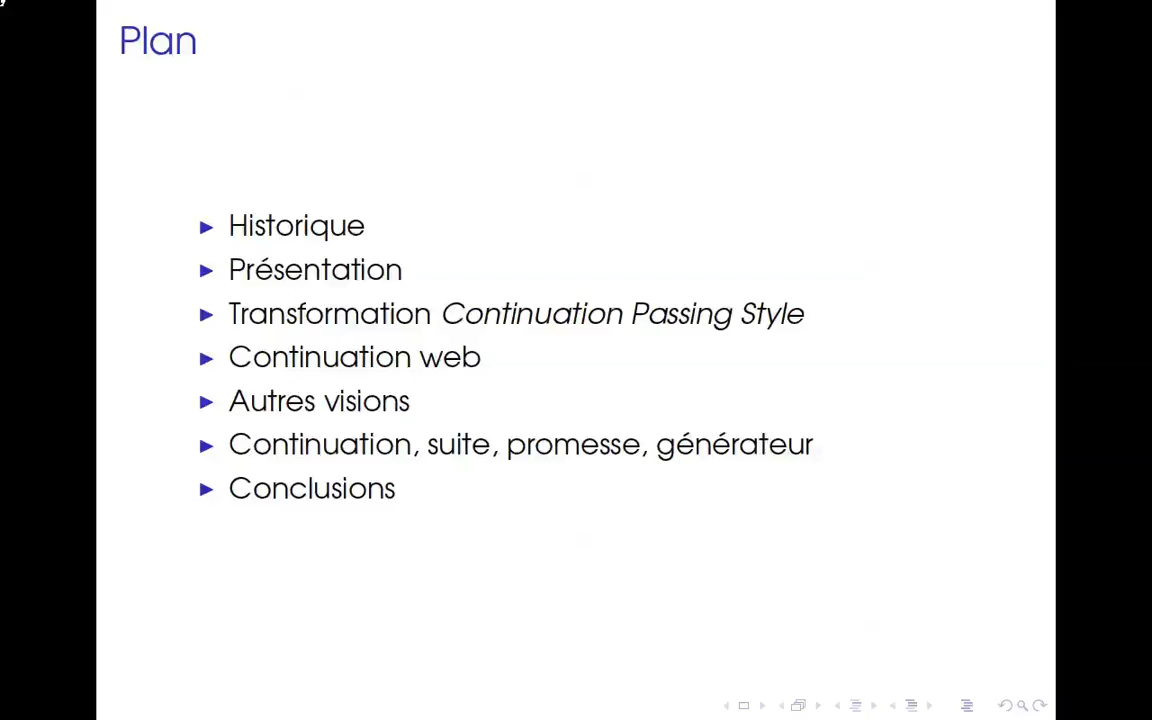 Plan
Historique
Présentation
Transformation Continuation Passing Style
Continuation web
Autres visions
Continuation, suite, promesse, générateur
Conclusions